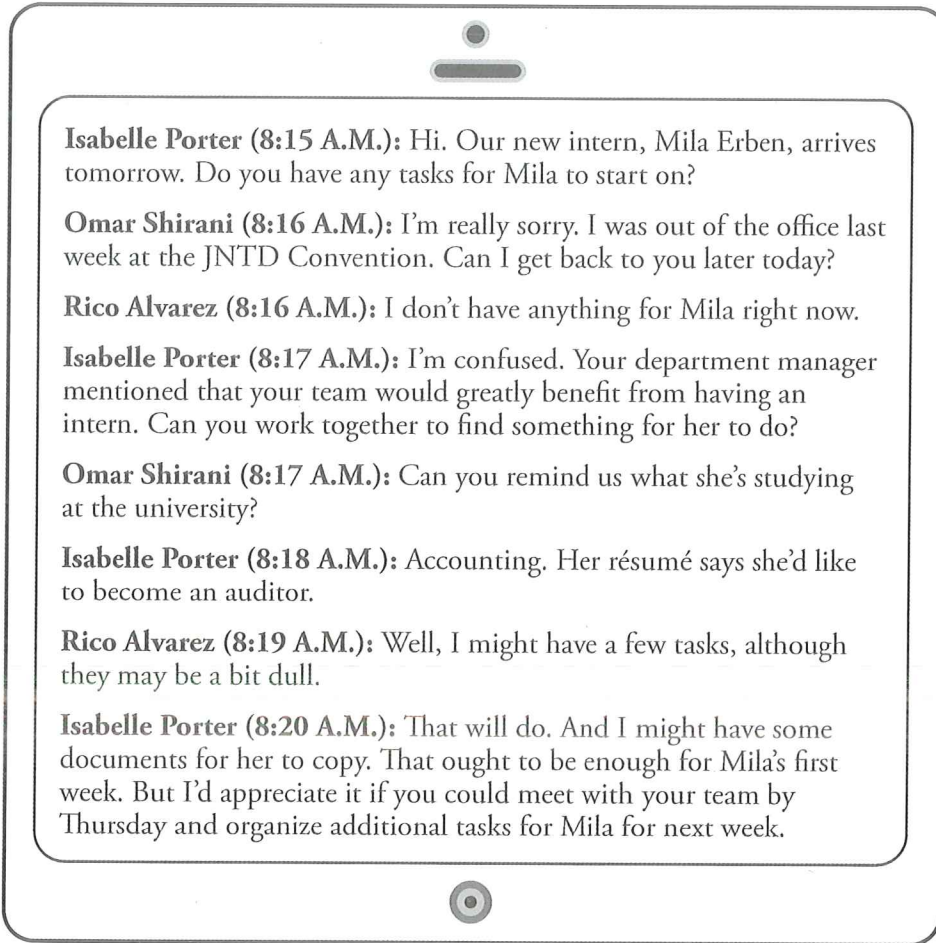 Isabelle Porter (8:15 A.M.): Hi. Our new intern, Mila Erben, arrives
tomorrow. Do you have any tasks for Mila to start on?
Omar Shirani (8:16 A.M.): I'm really sorry. I was out of the office last
week at the JNTD Convention. Can I get back to you later today?
Rico Alvarez (8:16 A.M.): I don't have anything for Mila right now.
Isabelle Porter (8:17 A.M.): I'm confused. Your department manager
mentioned that your team would greatly benefit from having an
intern. Can you work together to find something for her to do?
Omar Shirani (8:17 A.M.): Can you remind us what she's studying
at the university?
Isabelle Porter (8:18 A.M.): Accounting. Her résumé says she'd like
to become an auditor.
Rico Alvarez (8:19 A.M.): Well, I might have a few tasks, although
they may be a bit dull.
Isabelle Porter (8:20 A.M.): That will do. And I might have some
documents for her to copy. That ought to be enough for Mila's first
week. But I'd appreciate it if you could meet with your team by
Thursday and organize additional tasks for Mila for next week.